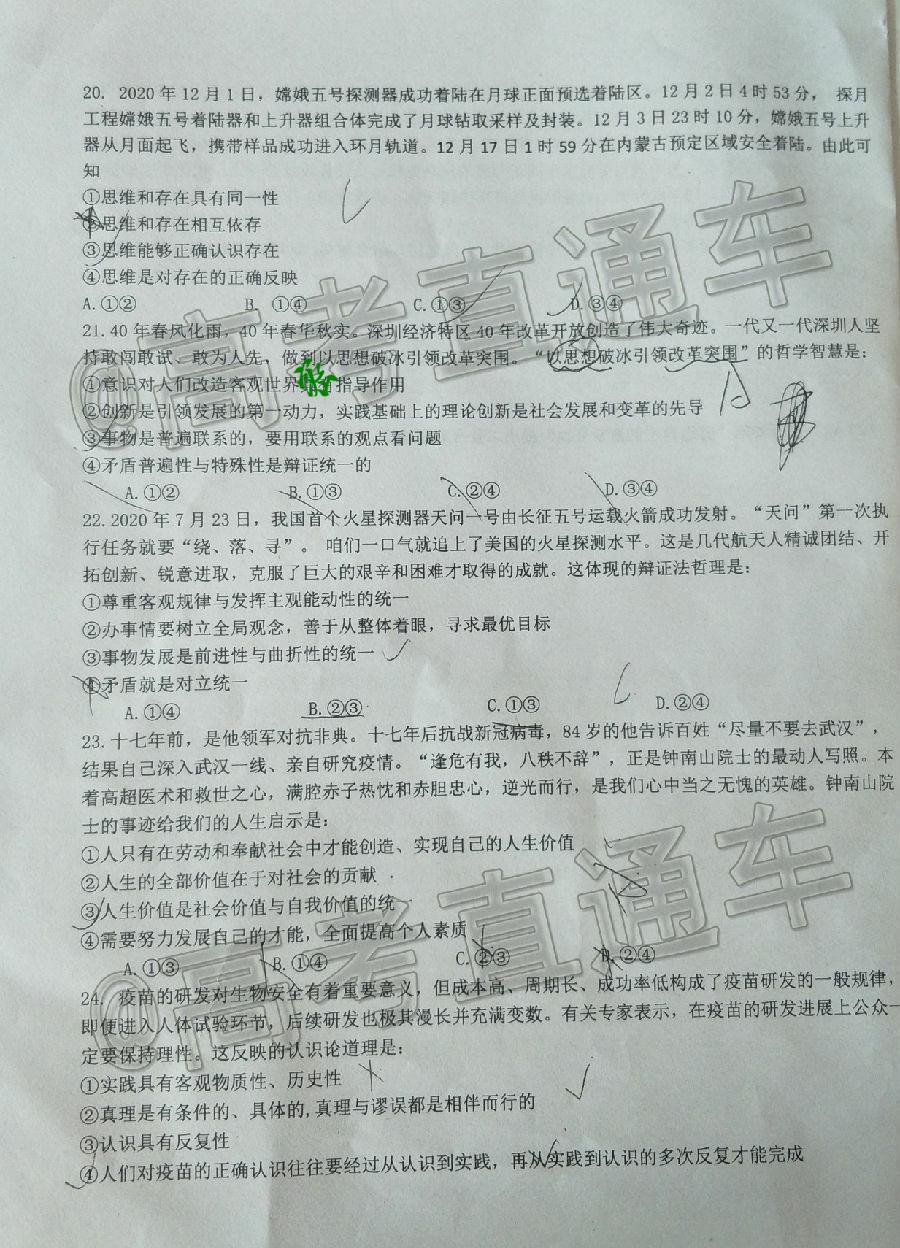 20. 2020 年 12 月 1 日，嫦娥五号探测器成功着陆在月球正面预选着陆区。12 月 2 日 4 时 53 分， 探月
工程嫦娥五号着陆器和上升器组合体完成了月球钻取采样及封装。12 月 3 日 23 时 10 分，嫦娥五号上升
器从月面起飞，携带样品成功进入环月轨道。12 月 17 日 1 时 59 分在内蒙古预定区域安全着陆。由此可
知
①思维和存在具有同一性
②思维和存在相互依存
③思维能够正确认识存在
④思维是对存在的正确反映
A.①② B. ①④ C.①③ D.③④
21.40 年春风化雨，40 年春华秋实。深圳经济特区 40 年改革开放创造了伟大奇迹。一代又一代深圳人坚
持敢闯敢试、敢为人先，做到以思想破冰引领改革突围。“以思想破冰引领改革突围”的哲学智慧是：
①意识对人们改造客观世界 有指导作用
②创新是引领发展的第一动力，实践基础上的理论创新是社会发展和变革的先导
③事物是普遍联系的，要用联系的观点看问题
④矛盾普遍性与特殊性是辩证统一的
A.①② B.①③ C.②④ D.③④
22.2020 年 7 月 23 日，我国首个火星探测器天问一号由长征五号运载火箭成功发射。“天问”第一次执
行任务就要“绕、落、寻”。 咱们一口气就追上了美国的火星探测水平。这是几代航天人精诚团结、开
拓创新、锐意进取，克服了巨大的艰辛和困难才取得的成就。这体现的辩证法哲理是：
①尊重客观规律与发挥主观能动性的统一
②办事情要树立全局观念，善于从整体着眼，寻求最优目标
③事物发展是前进性与曲折性的统一
④矛盾就是对立统一
A.①④ B.②③ C.①③ D.②④
23.十七年前，是他领军对抗非典。十七年后抗战新冠病毒，84 岁的他告诉百姓“尽量不要去武汉”，
结果自己深入武汉一线、亲自研究疫情。“逢危有我，八秩不辞”，正是钟南山院士的最动人写照。本
着高超医术和救世之心，满腔赤子热忱和赤胆忠心，逆光而行，是我们心中当之无愧的英雄。钟南山院
士的事迹给我们的人生启示是：
①人只有在劳动和奉献社会中才能创造、实现自己的人生价值
②人生的全部价值在于对社会的贡献
③人生价值是社会价值与自我价值的统一
④需要努力发展自己的才能，全面提高个人素质
A.①③ B.①④ C.②③ D.②④
24. 疫苗的研发对生物安全有着重要意义，但成本高、周期长、成功率低构成了疫苗研发的一般规律，
即便进入人体试验环节，后续研发也极其漫长并充满变数。有关专家表示，在疫苗的研发进展上公众一
定要保持理性。这反映的认识论道理是：
①实践具有客观物质性、历史性
②真理是有条件的、具体的,真理与谬误都是相伴而行的
③认识具有反复性
④人们对疫苗的正确认识往往要经过从认识到实践，再从实践到认识的多次反复才能完成
@高考直通车
@高考直通车